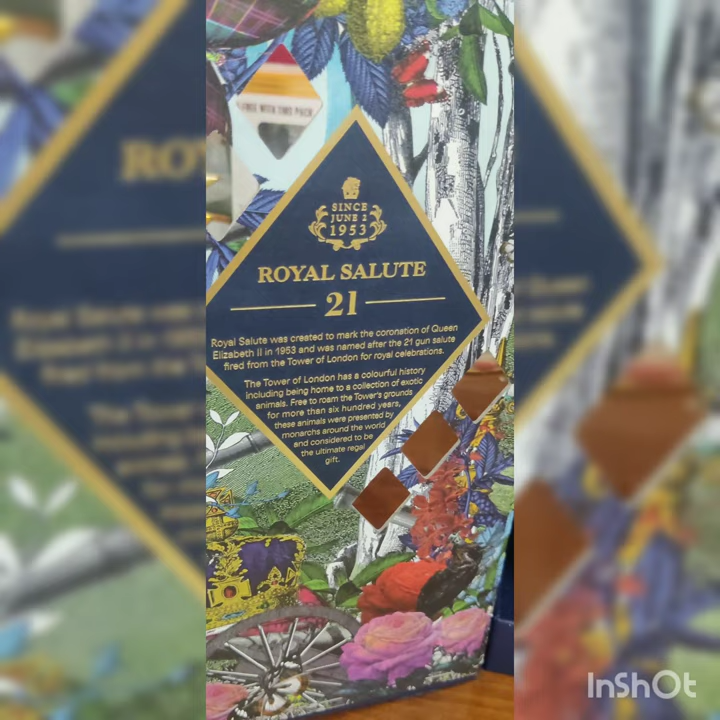 FREE WITH THIS PACK
SINCE
JUNE 2
1953
ROYAL SALUTE
21
Royal Salute was created to mark the coronation of Queen
Elizabeth II in 1953 and was named after the 21 gun salute
fired from the Tower of London for royal celebrations.
The Tower of London has a colourful history
including being home to a collection of exotic
animals. Free to roam the Tower's grounds
for more than six hundred years,
these animals were presented by
monarchs around the world
and considered to be
the ultimate regal
gift.
InShOt